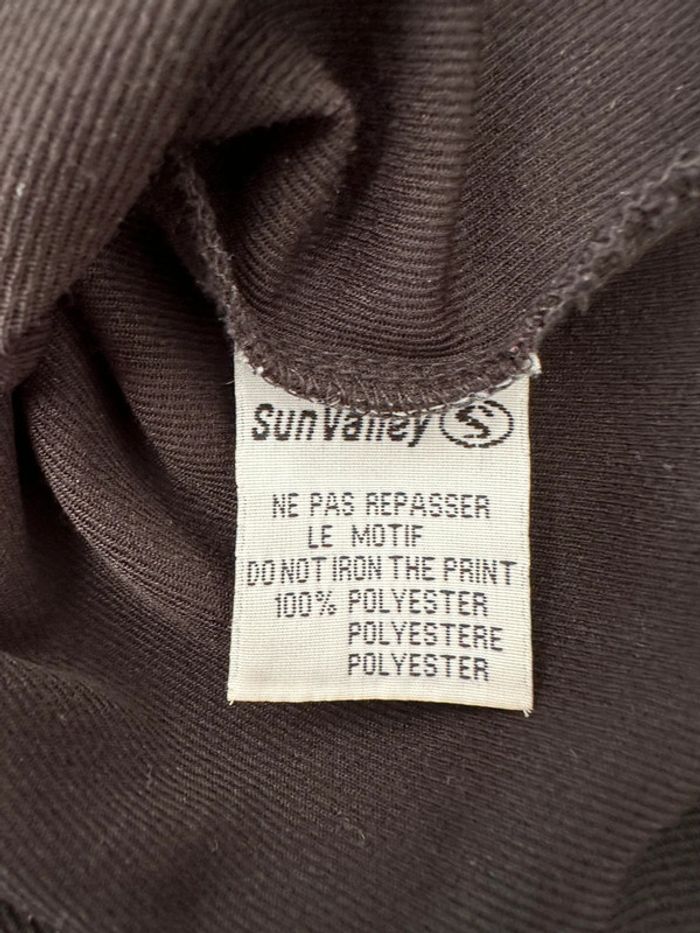 SunValley S
NE PAS REPASSER
LE MOTIF
DO NOT IRON THE PRINT
100% POLYESTER
POLYESTERE
POLYESTER